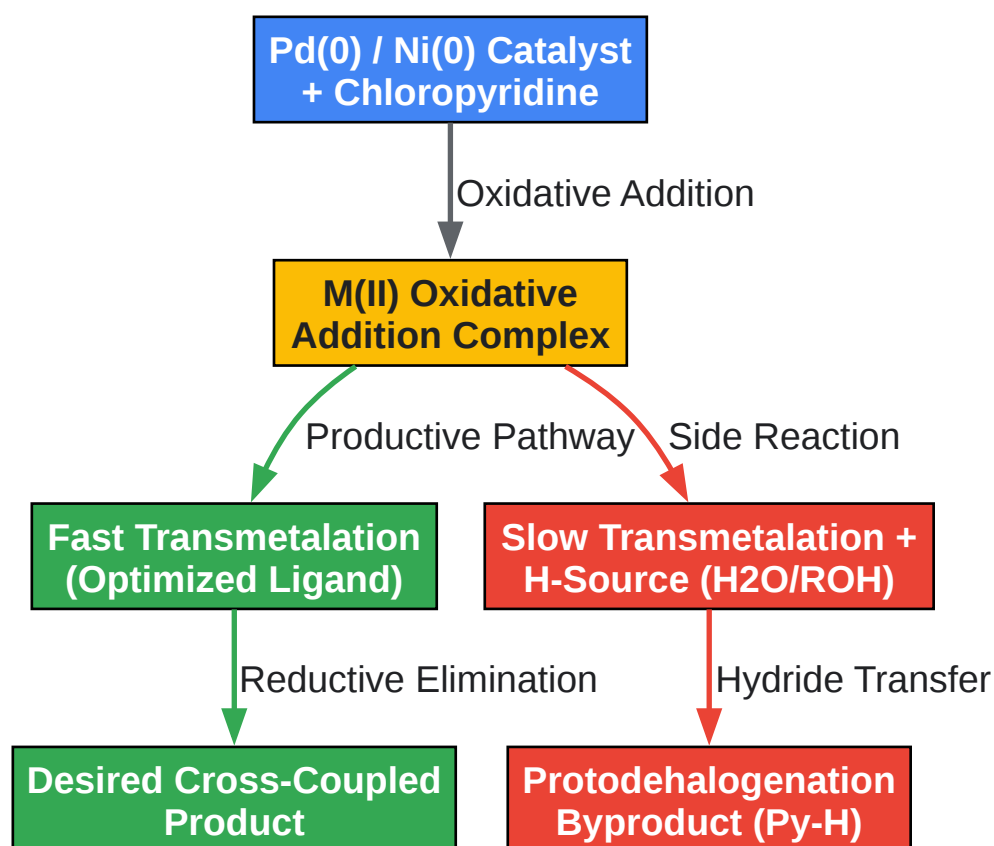 Pd(0) / Ni(0) Catalyst
+ Chloropyridine
Oxidative Addition
M(II) Oxidative
Addition Complex
Productive Pathway
Side Reaction
Fast Transmetalation
(Optimized Ligand)
Slow Transmetalation +
H-Source (H2O/ROH)
Reductive Elimination
Hydride Transfer
Desired Cross-Coupled
Product
Protodehalogenation
Byproduct (Py-H)